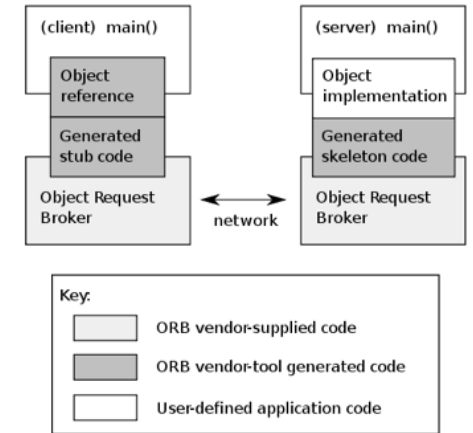 (client) main()
Object
reference
Generated
stub code
Object Request
Broker
network
(server) main()
Object
implementation
Generated
skeleton code
Object Request
Broker
Key:
ORB vendor-supplied code
ORB vendor-tool generated code
User-defined application code